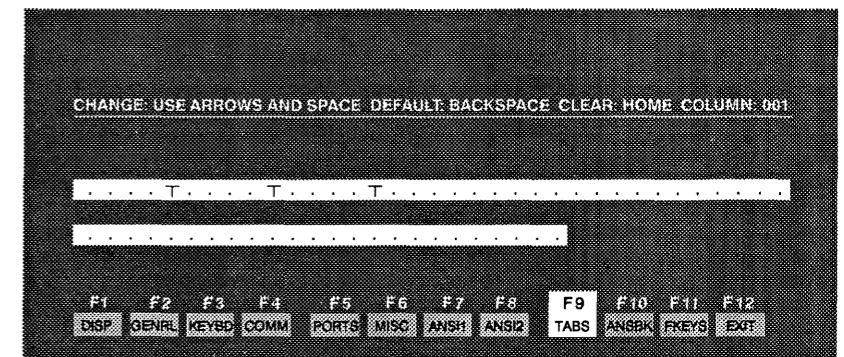 CHANGE: USE ARROWS AND SPACE DEFAULT: BACKSPACE CLEAR: HOME COLUMN: 001
. . . . . T . . . . . T . . . . . T . . . . . . . . . . . . . . . . . . . . . . .
. . . . . . . . . . . . . . . . . . . . . . . . . . .
F1 F2 F3 F4 F5 F6 F7 F8 F9 F10 F11 F12
DISP GENRL KEYBD COMM PORTS MISC ANSI1 ANSI2 TABS ANSBK FKEYS EXIT